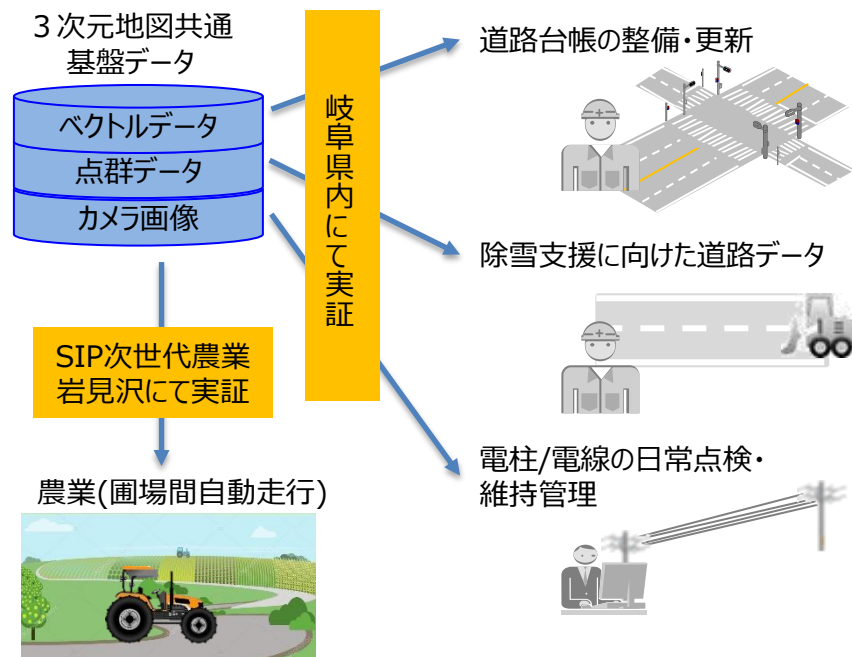 ３次元地図共通
基盤データ
ベクトルデータ
点群データ
カメラ画像
岐阜県内にて実証
SIP次世代農業
岩見沢にて実証
農業(圃場間自動走行)
道路台帳の整備・更新
除雪支援に向けた道路データ
電柱/電線の日常点検・
維持管理